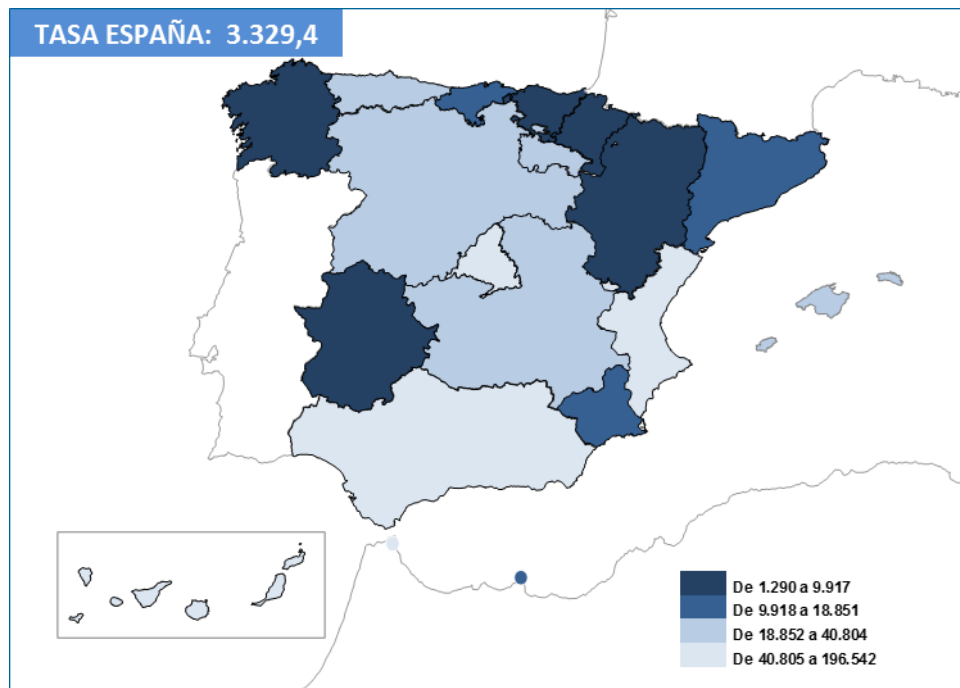 TASA ESPAÑA: 3.329,4
De 1.290 a 9.917
De 9.918 a 18.851
De 18.852 a 40.804
De 40.805 a 196.542